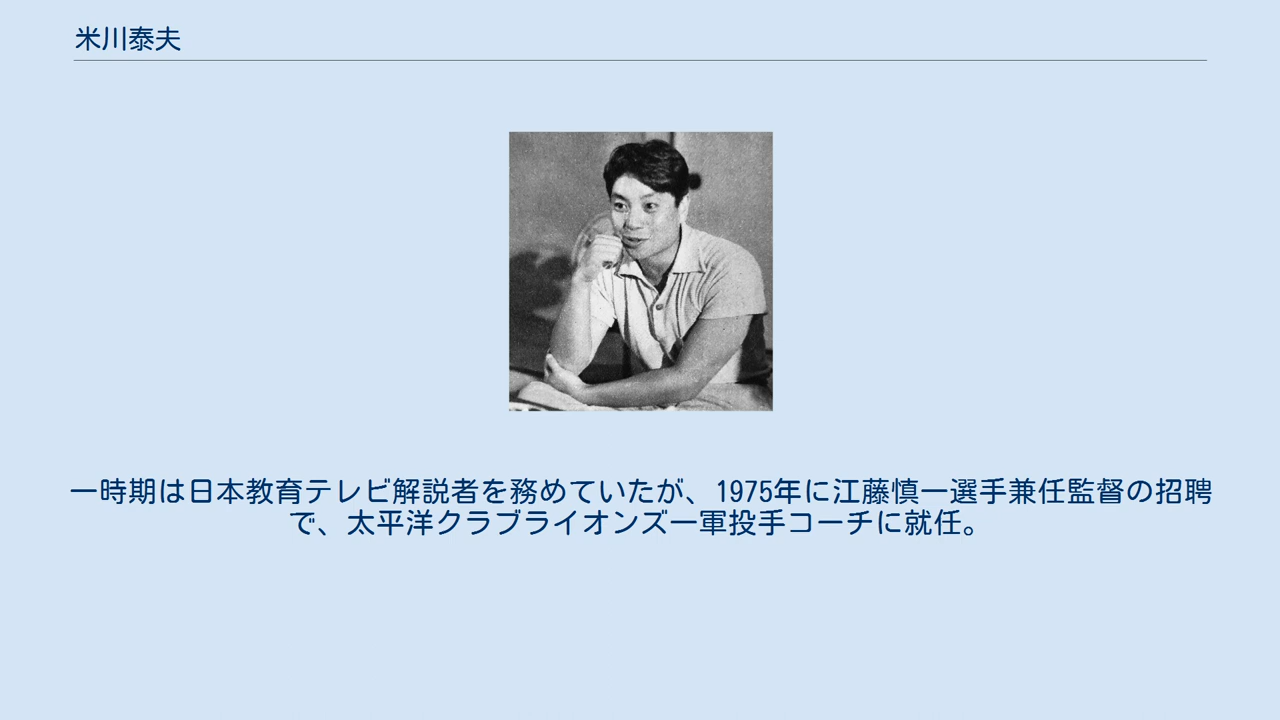 米川泰夫
一時期は日本教育テレビ解説者を務めていたが、1975年に江藤慎一選手兼任監督の招聘
で、太平洋クラブライオンズ一軍投手コーチに就任。